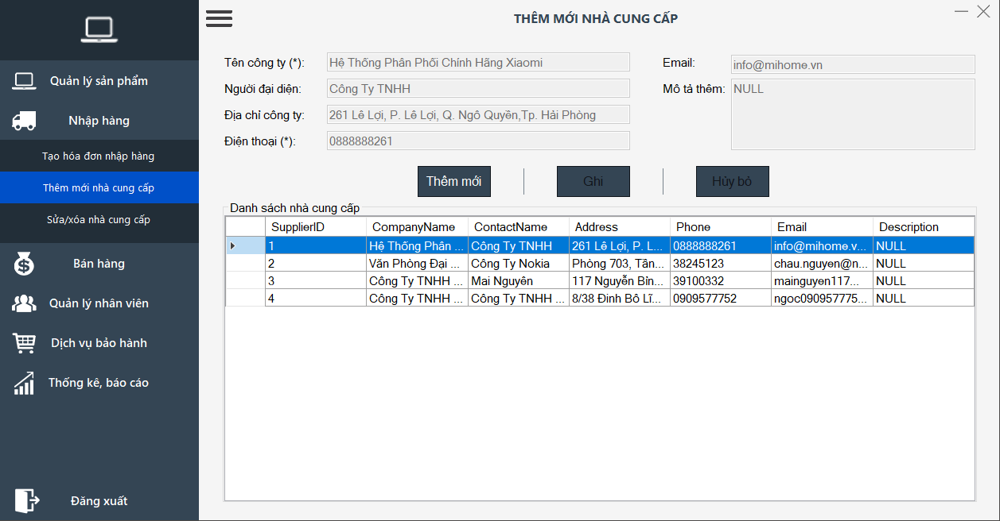 Quản lý sản phẩm
Nhập hàng
Tạo hóa đơn nhập hàng
Thêm mới nhà cung cấp
Sửa/xóa nhà cung cấp
Bán hàng
Quản lý nhân viên
Dịch vụ bảo hành
Thống kê, báo cáo
Đăng xuất
THÊM MỚI NHÀ CUNG CẤP
Tên công ty (*): Hệ Thống Phân Phối Chính Hãng Xiaomi
Người đại diện: Công Ty TNHH
Địa chỉ công ty: 261 Lê Lợi, P. Lê Lợi, Q. Ngô Quyền,Tp. Hải Phòng
Điện thoại (*): 0888888261
Email: info@mihome.vn
Mô tả thêm: NULL
Thêm mới Ghi Hủy bỏ
Danh sách nhà cung cấp
SupplierID CompanyName ContactName Address Phone Email Description
1 Hệ Thống Phân ... Công Ty TNHH 261 Lê Lợi, P. L... 0888888261 info@mihome.v... NULL
2 Văn Phòng Đại ... Công Ty Nokia Phòng 703, Tần... 38245123 chau.nguyen@n... NULL
3 Công Ty TNHH ... Mai Nguyên 117 Nguyễn Bỉn... 39100332 mainguyen117... NULL
4 Công Ty TNHH ... Công Ty TNHH ... 8/38 Đinh Bô Lĩ... 0909577752 ngoc090957775... NULL